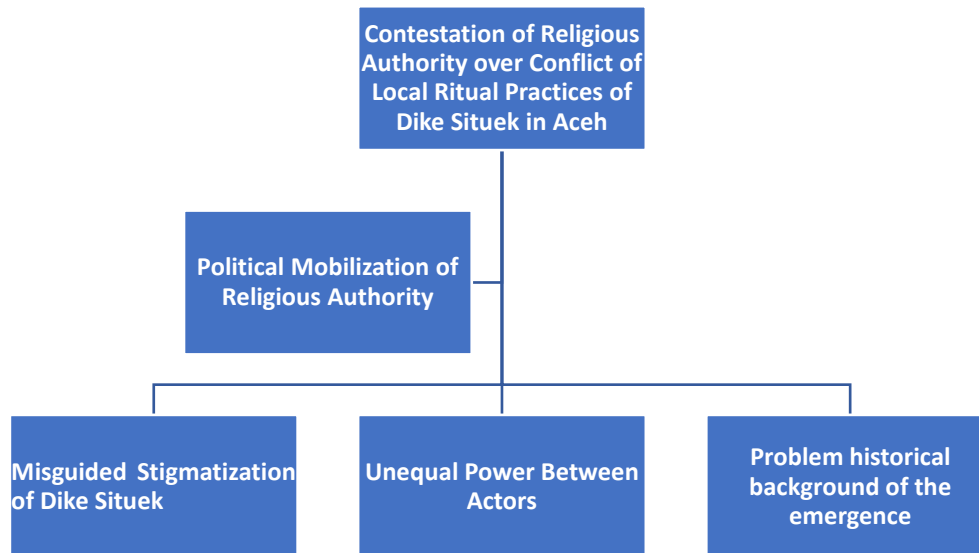 Contestation of Religious
Authority over Conflict of
Local Ritual Practices of
Dike Situek in Aceh
Political Mobilization of
Religious Authority
Misguided Stigmatization
of Dike Situek
Unequal Power Between
Actors
Problem historical
background of the
emergence